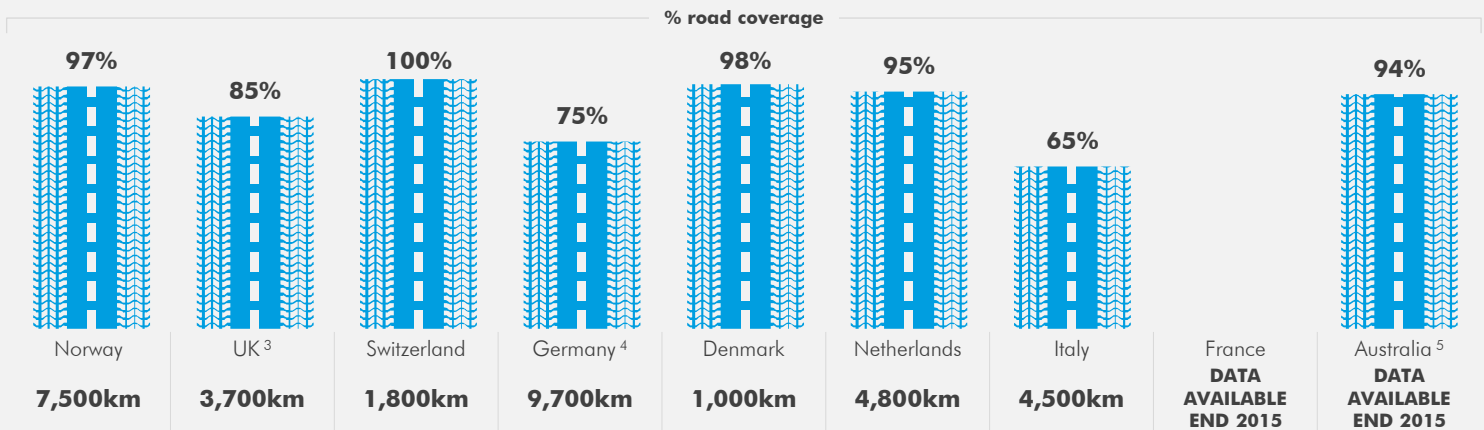 % road coverage
97%
85%
100%
75%
98%
95%
65%
94%
Norway
UK 3
Switzerland
Germany 4
Denmark
Netherlands
Italy
France
Australia 5
7,500km
3,700km
1,800km
9,700km
1,000km
4,800km
4,500km
DATA
AVAILABLE
END 2015
DATA
AVAILABLE
END 2015